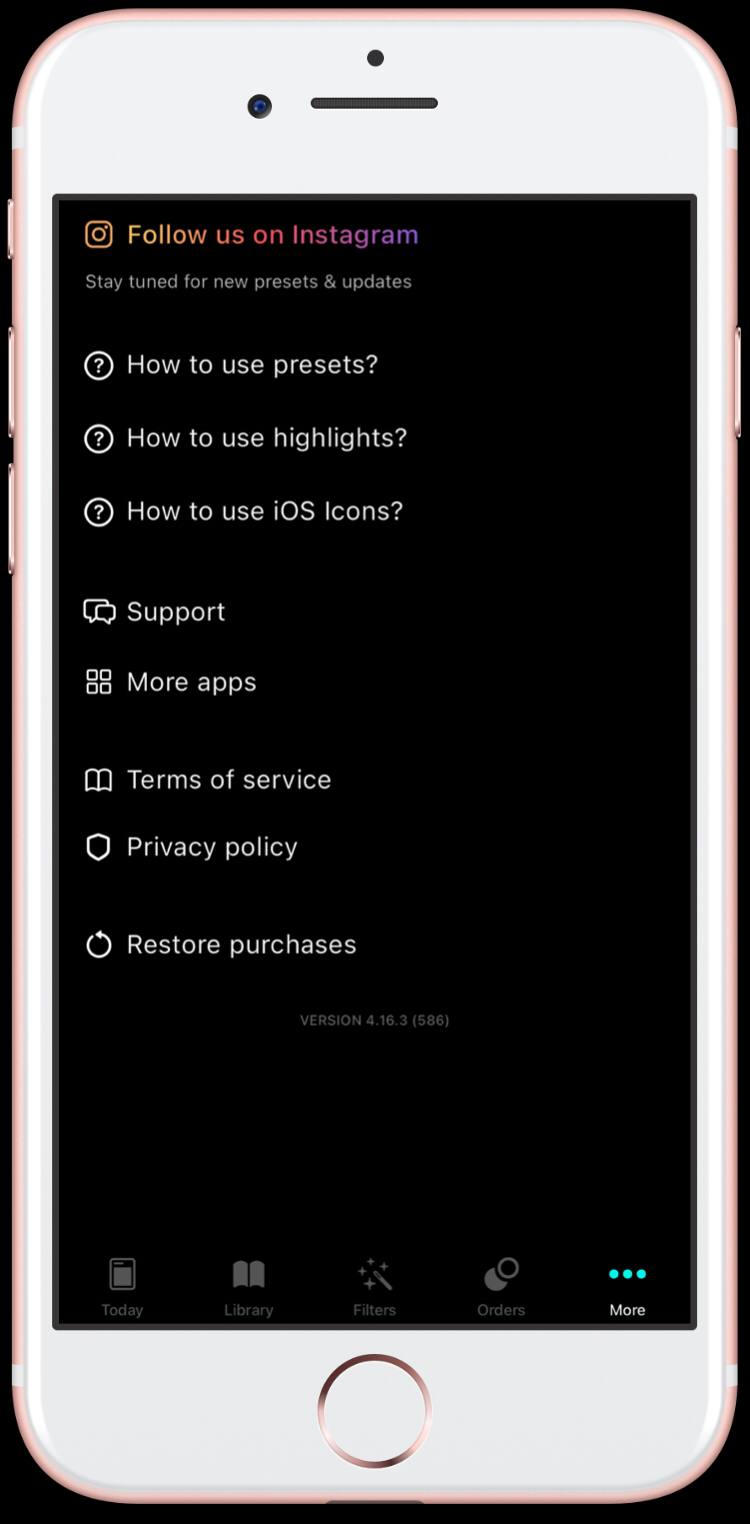 Follow us on Instagram
Stay tuned for new presets & updates
How to use presets?
How to use highlights?
How to use iOS Icons?
Support
More apps
Terms of service
Privacy policy
Restore purchases
VERSION 4.16.3 (586)
Today
Library
Filters
Orders
More